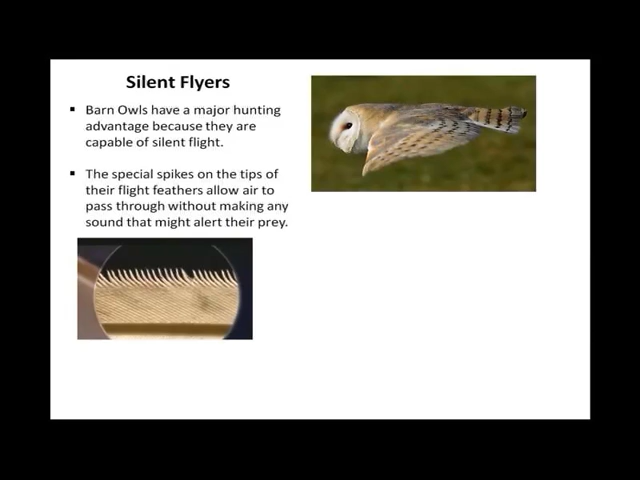 Silent Flyers
▪ Barn Owls have a major hunting
advantage because they are
capable of silent flight.
▪ The special spikes on the tips of
their flight feathers allow air to
pass through without making any
sound that might alert their prey.